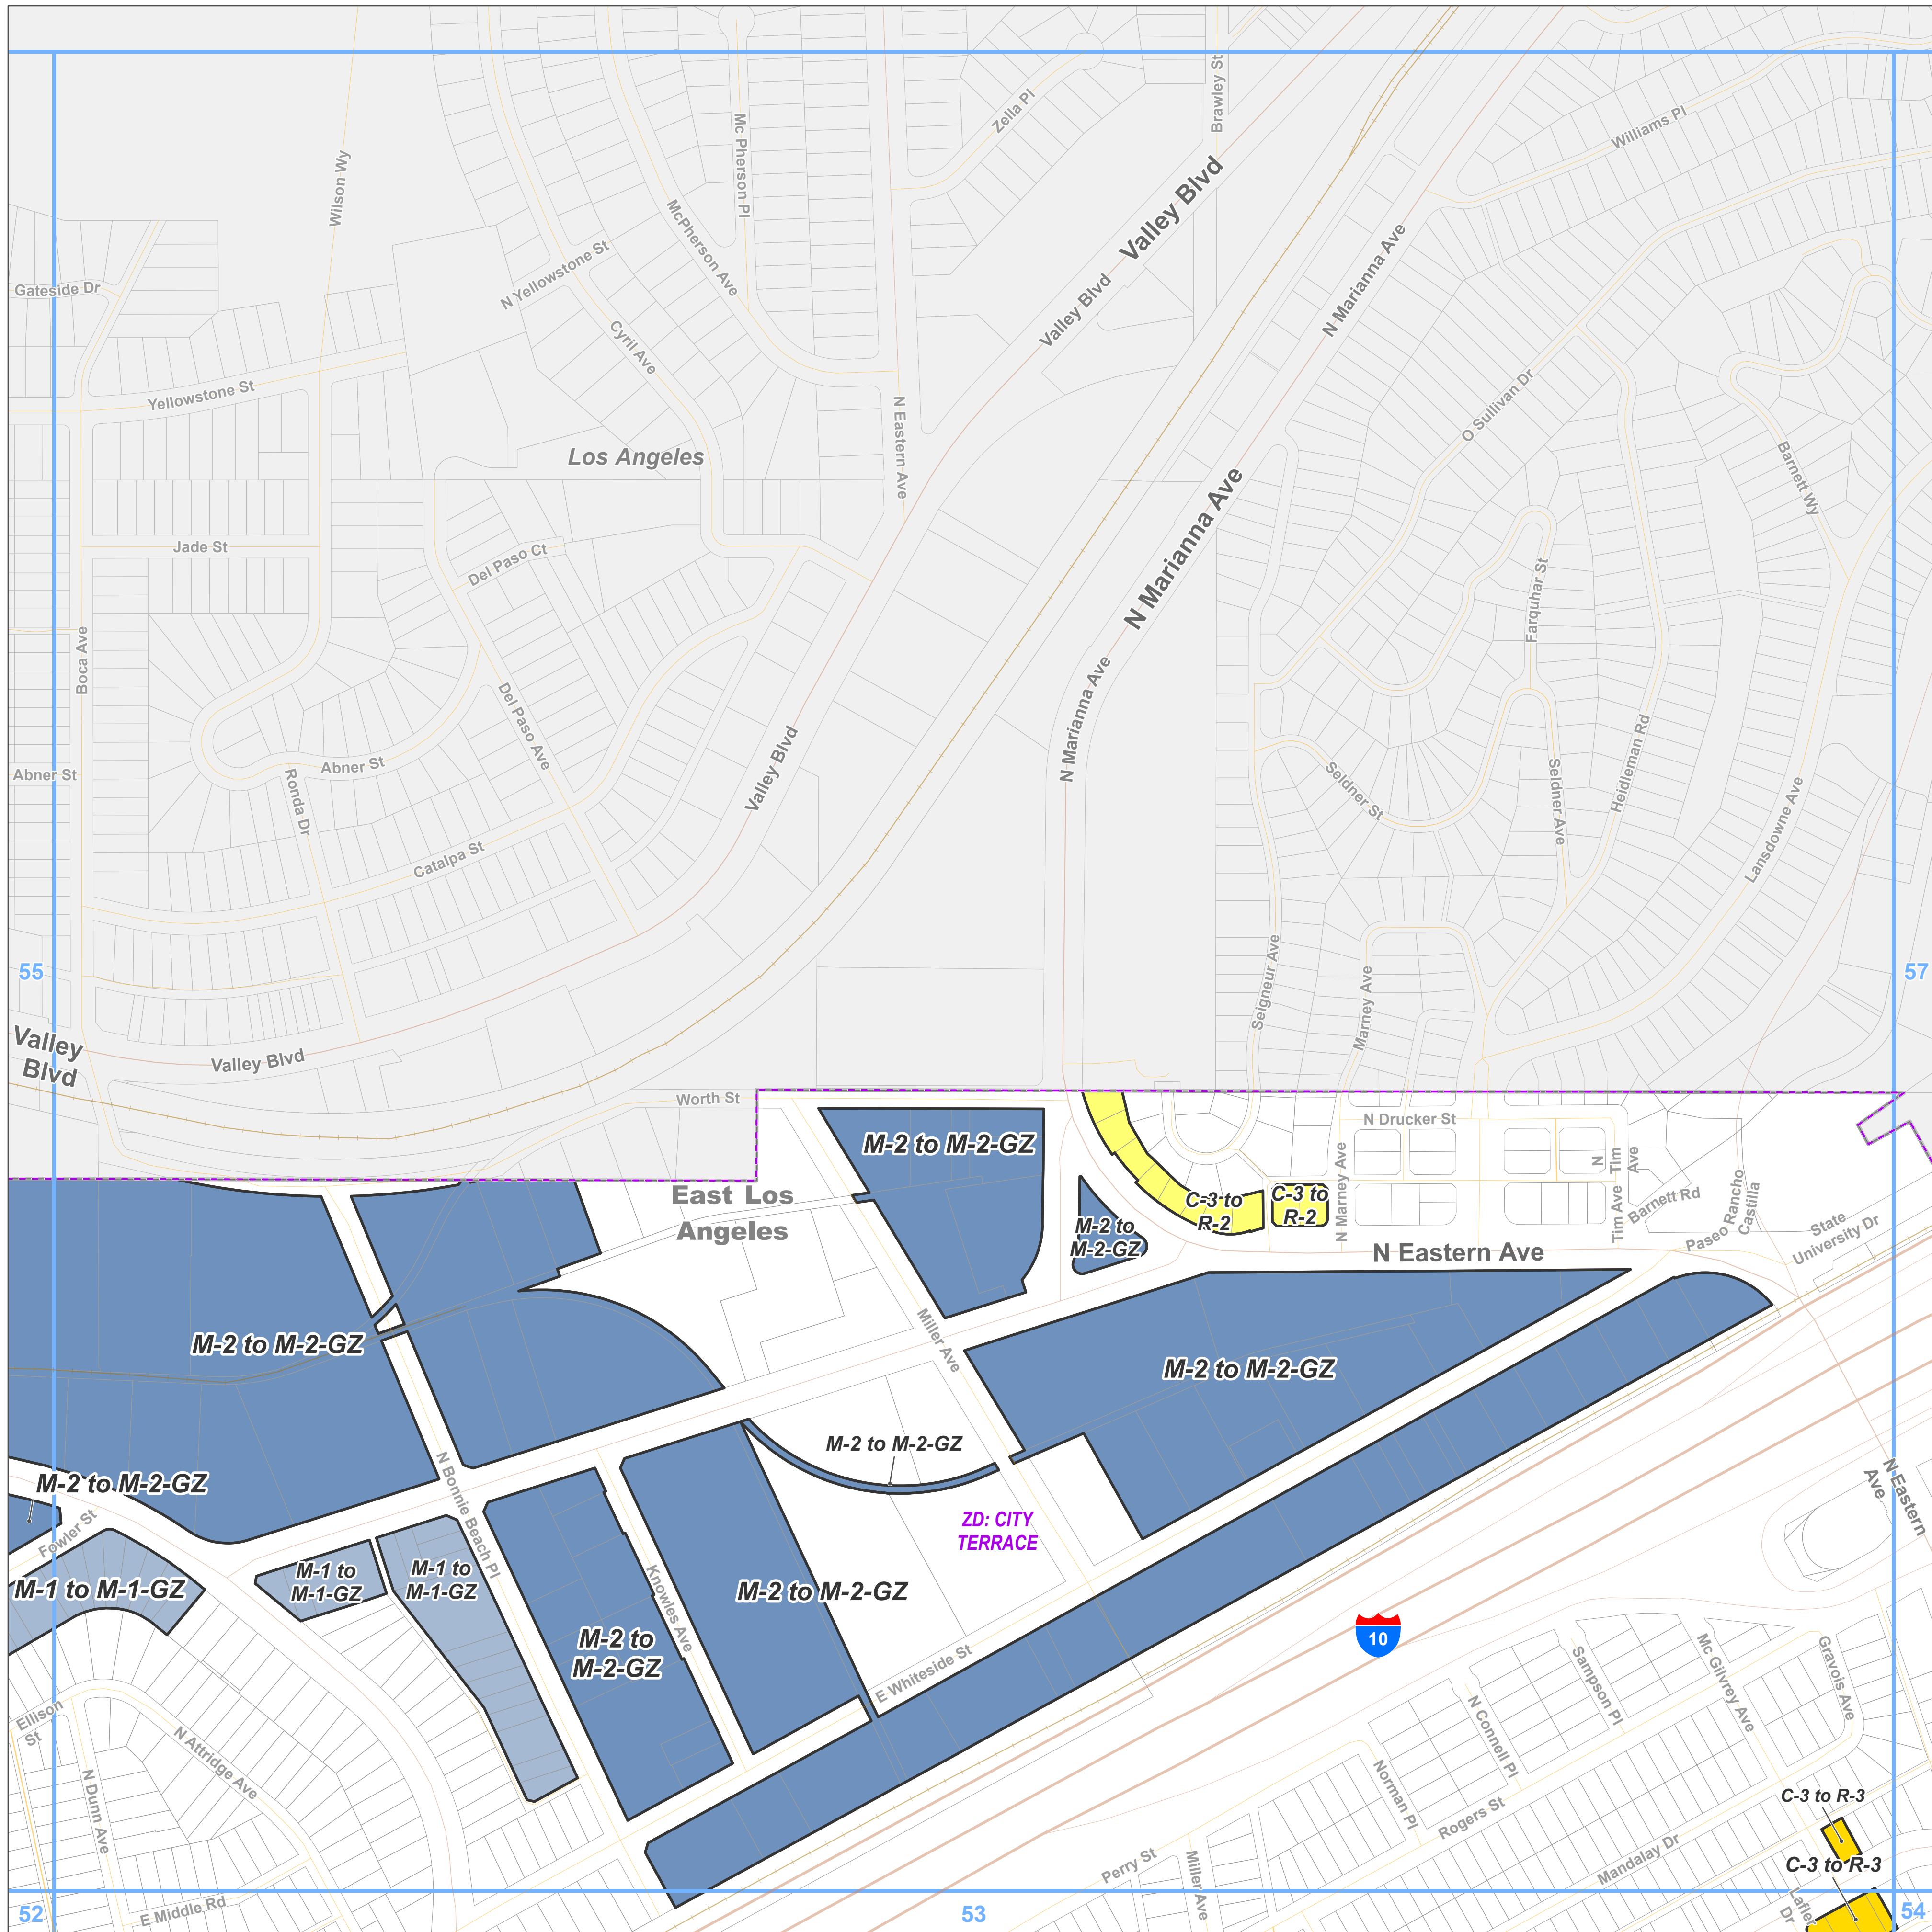 Brawley St
Zella Pl
Mc Pherson Pl
Williams Pl
Wilson Wy
Valley Blvd
McPherson Ave
N Yellowstone St
N Marianna Ave
Gateside Dr
Valley Blvd
Cyril Ave
Yellowstone St
O Sullivan Dr
N Eastern Ave
Los Angeles
Barnett Wy
N Marianna Ave
Jade St
Del Paso Ct
Farquhar St
Boca Ave
N Marianna Ave
Del Paso Ave
Valley Blvd
Abner St
Abner St
Ronda Dr
Seldner St
Seldner Ave
Heidleman Rd
Lansdowne Ave
Catalpa St
55
57
Seigneur Ave
Marney Ave
Valley
Blvd
Valley Blvd
Worth St
N Drucker St
M-2 to M-2-GZ
N
Tim
Ave
East Los
Angeles
C-3 to
R-2
C-3 to
R-2
N Marney Ave
Tim Ave
Barnett Rd
Paseo Rancho
Castilla
State
University Dr
M-2 to
M-2-GZ
N Eastern Ave
M-2 to M-2-GZ
Miller Ave
M-2 to M-2-GZ
M-2 to M-2-GZ
M-2 to M-2-GZ
N Eastern
Ave
Fowler St
N Bonnie Beach Pl
ZD: CITY
TERRACE
M-1 to M-1-GZ
M-1 to
M-1-GZ
M-1 to
M-1-GZ
M-2 to M-2-GZ
Knowles Ave
M-2 to
M-2-GZ
10
E Whiteside St
Sampson Pl
Mc Gilvrey Ave
Gravois Ave
N Connell Pl
Ellison
St
N Attridge Ave
N Dunn Ave
Norman Pl
Rogers St
C-3 to R-3
Mandalay Dr
Perry St
Miller Ave
C-3 to R-3
Lafler
Dr
E Middle Rd
52
53
54